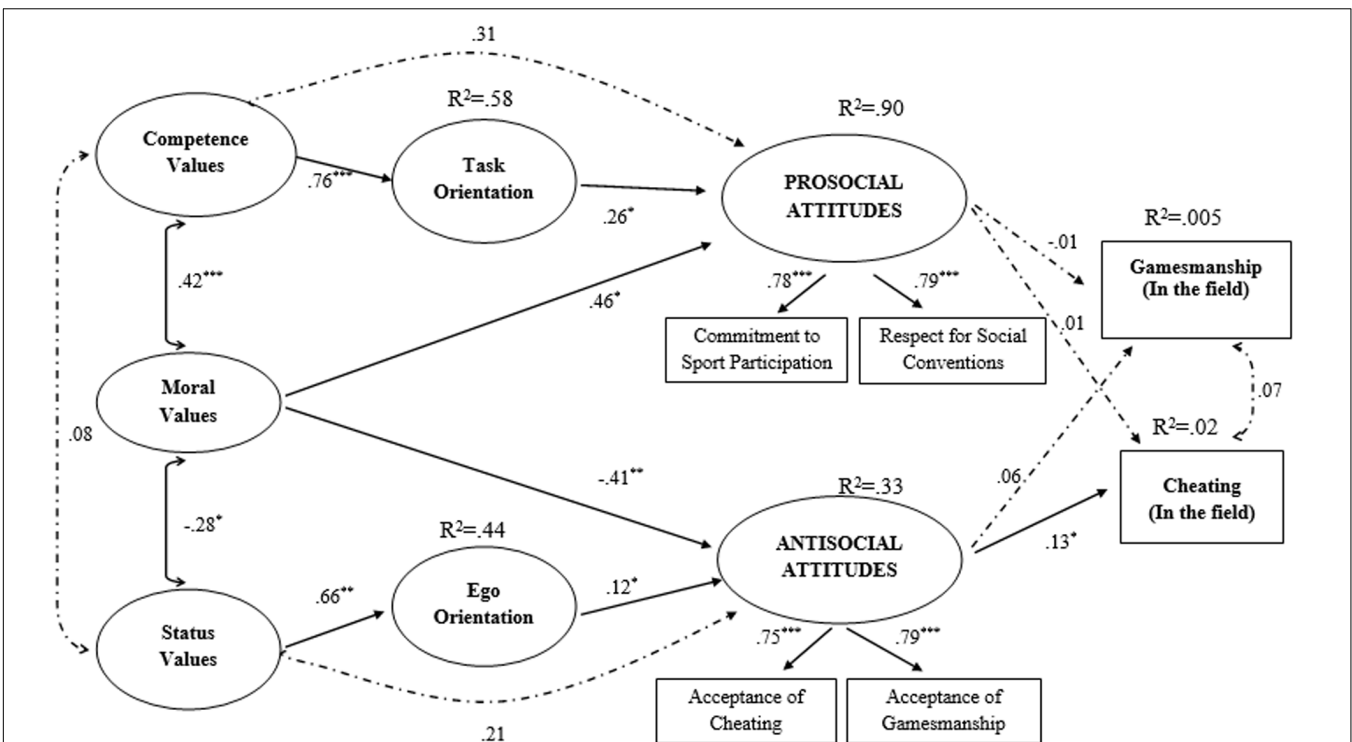 .31
R²=.58
R²=.90
Competence
Values
Task
Orientation
PROSOCIAL
ATTITUDES
.76***
.26*
R²=.005
-.01
Gamesmanship
(In the field)
.42***
.46*
.78***
.79***
.01
Commitment to
Sport Participation
Respect for Social
Conventions
Moral
Values
.07
R²=.02
.08
-.41**
.06
Cheating
(In the field)
R²=.33
-.28*
R²=.44
ANTISOCIAL
ATTITUDES
.13*
.66**
Ego
Orientation
.12*
Status
Values
.75***
.79***
Acceptance of
Cheating
Acceptance of
Gamesmanship
.21